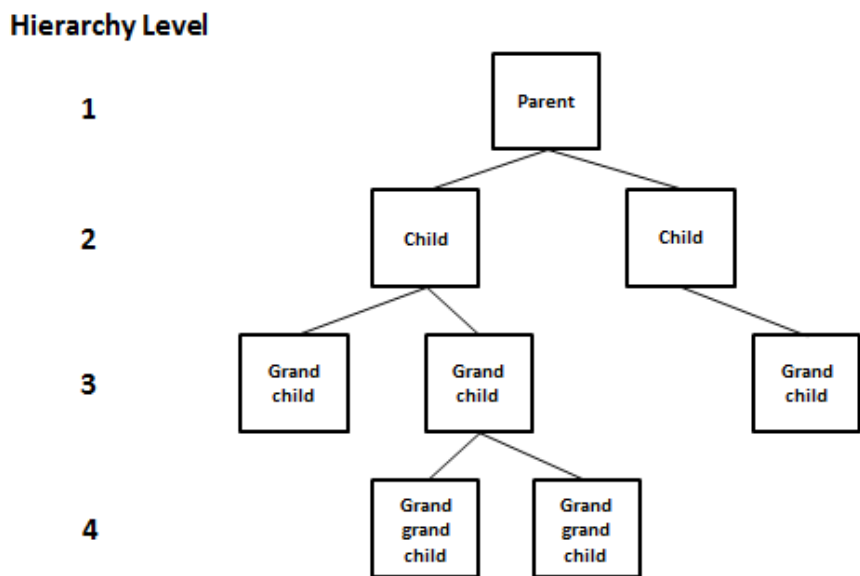 Hierarchy Level
1
Parent
2
Child
Child
3
Grand
child
Grand
child
Grand
child
4
Grand
grand
child
Grand
grand
child